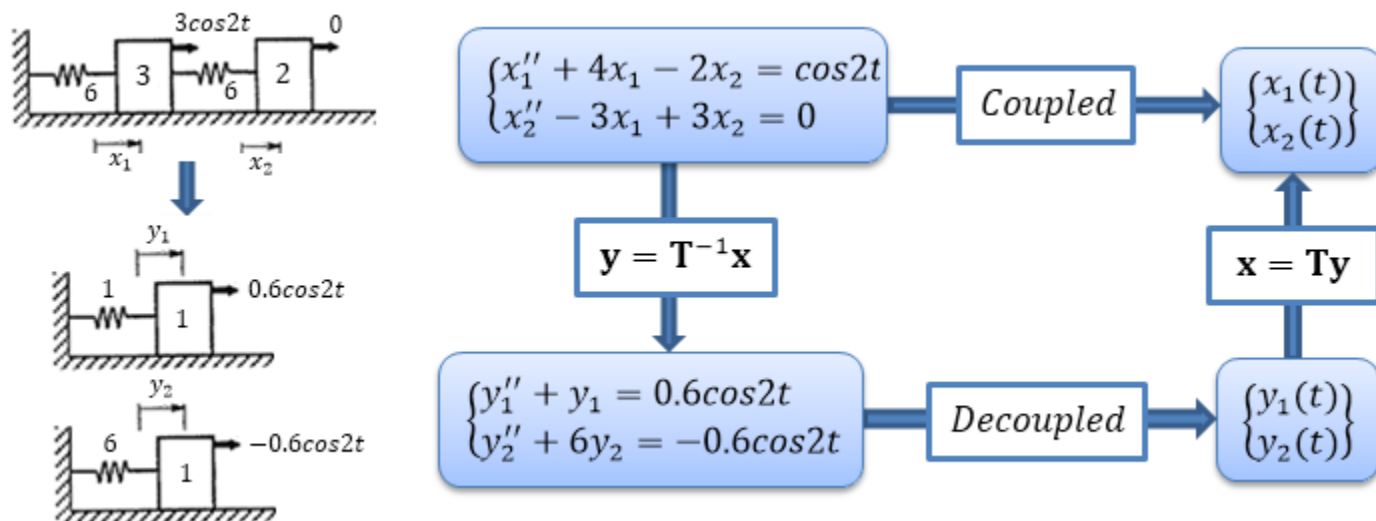 3cos2t
0
3
2
6
6
x₁
x₂
y₁
1
0.6cos2t
1
y₂
6
−0.6cos2t
1
x₁′′ + 4x₁ − 2x₂ = cos2t
x₂′′ − 3x₁ + 3x₂ = 0
Coupled
x₁(t)
x₂(t)
y = T⁻¹x
x = Ty
y₁′′ + y₁ = 0.6cos2t
y₂′′ + 6y₂ = −0.6cos2t
Decoupled
y₁(t)
y₂(t)